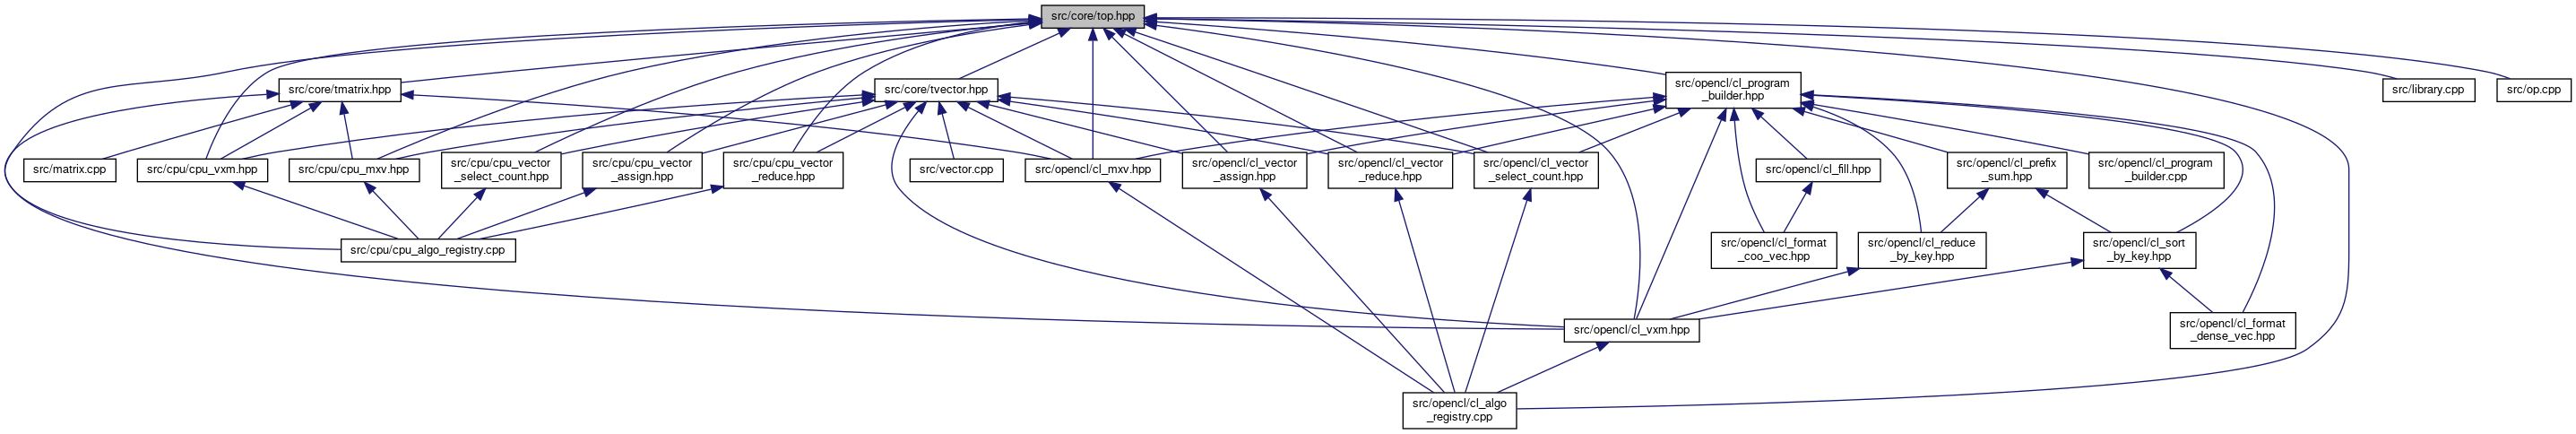 src/core/top.hpp
src/core/tmatrix.hpp
src/core/tvector.hpp
src/opencl/cl_program
_builder.hpp
src/library.cpp
src/op.cpp
src/matrix.cpp
src/cpu/cpu_vxm.hpp
src/cpu/cpu_mxv.hpp
src/cpu/cpu_vector
_select_count.hpp
src/cpu/cpu_vector
_assign.hpp
src/cpu/cpu_vector
_reduce.hpp
src/vector.cpp
src/opencl/cl_mxv.hpp
src/opencl/cl_vector
_assign.hpp
src/opencl/cl_vector
_reduce.hpp
src/opencl/cl_vector
_select_count.hpp
src/opencl/cl_fill.hpp
src/opencl/cl_prefix
_sum.hpp
src/opencl/cl_program
_builder.cpp
src/cpu/cpu_algo_registry.cpp
src/opencl/cl_format
_coo_vec.hpp
src/opencl/cl_reduce
_by_key.hpp
src/opencl/cl_sort
_by_key.hpp
src/opencl/cl_vxm.hpp
src/opencl/cl_format
_dense_vec.hpp
src/opencl/cl_algo
_registry.cpp